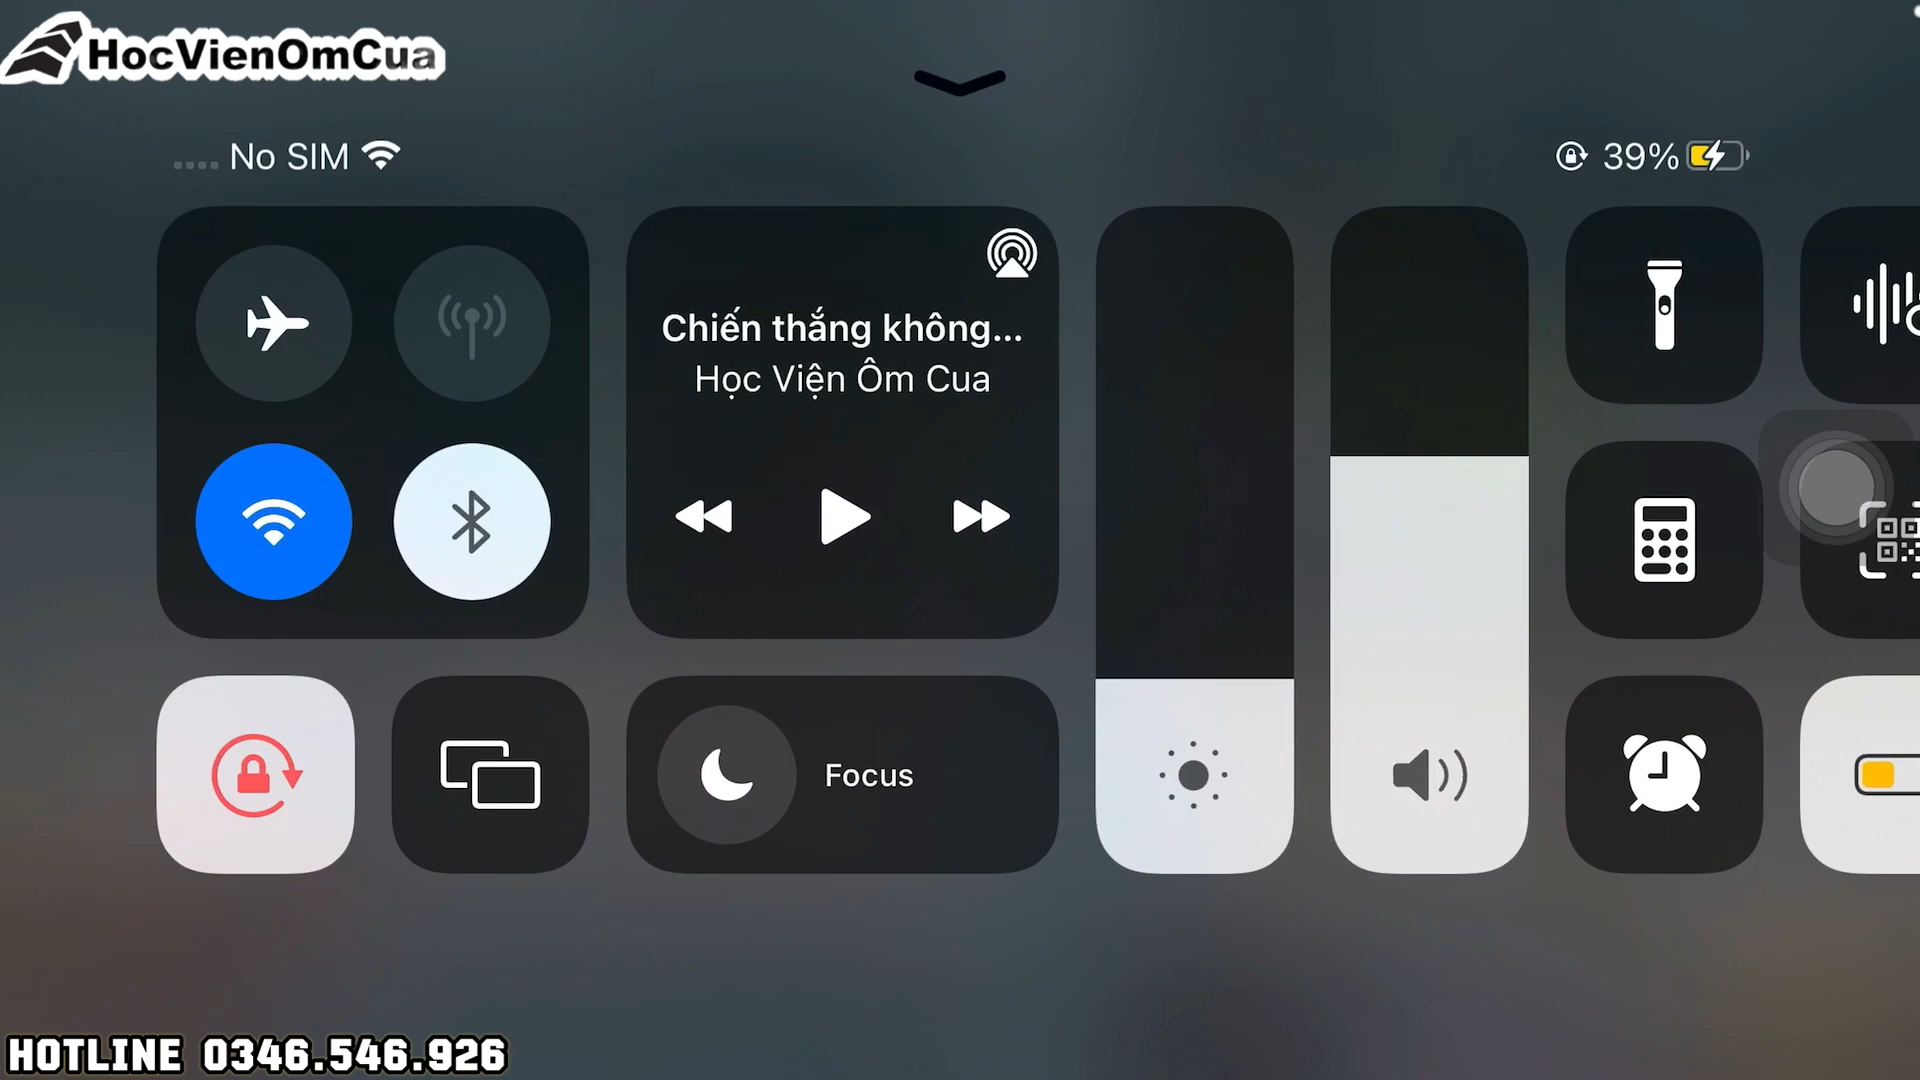 HocVienOmCua
No SIM
39%
Chiến thắng không...
Học Viện Ôm Cua
Focus
HOTLINE 0346.546.926